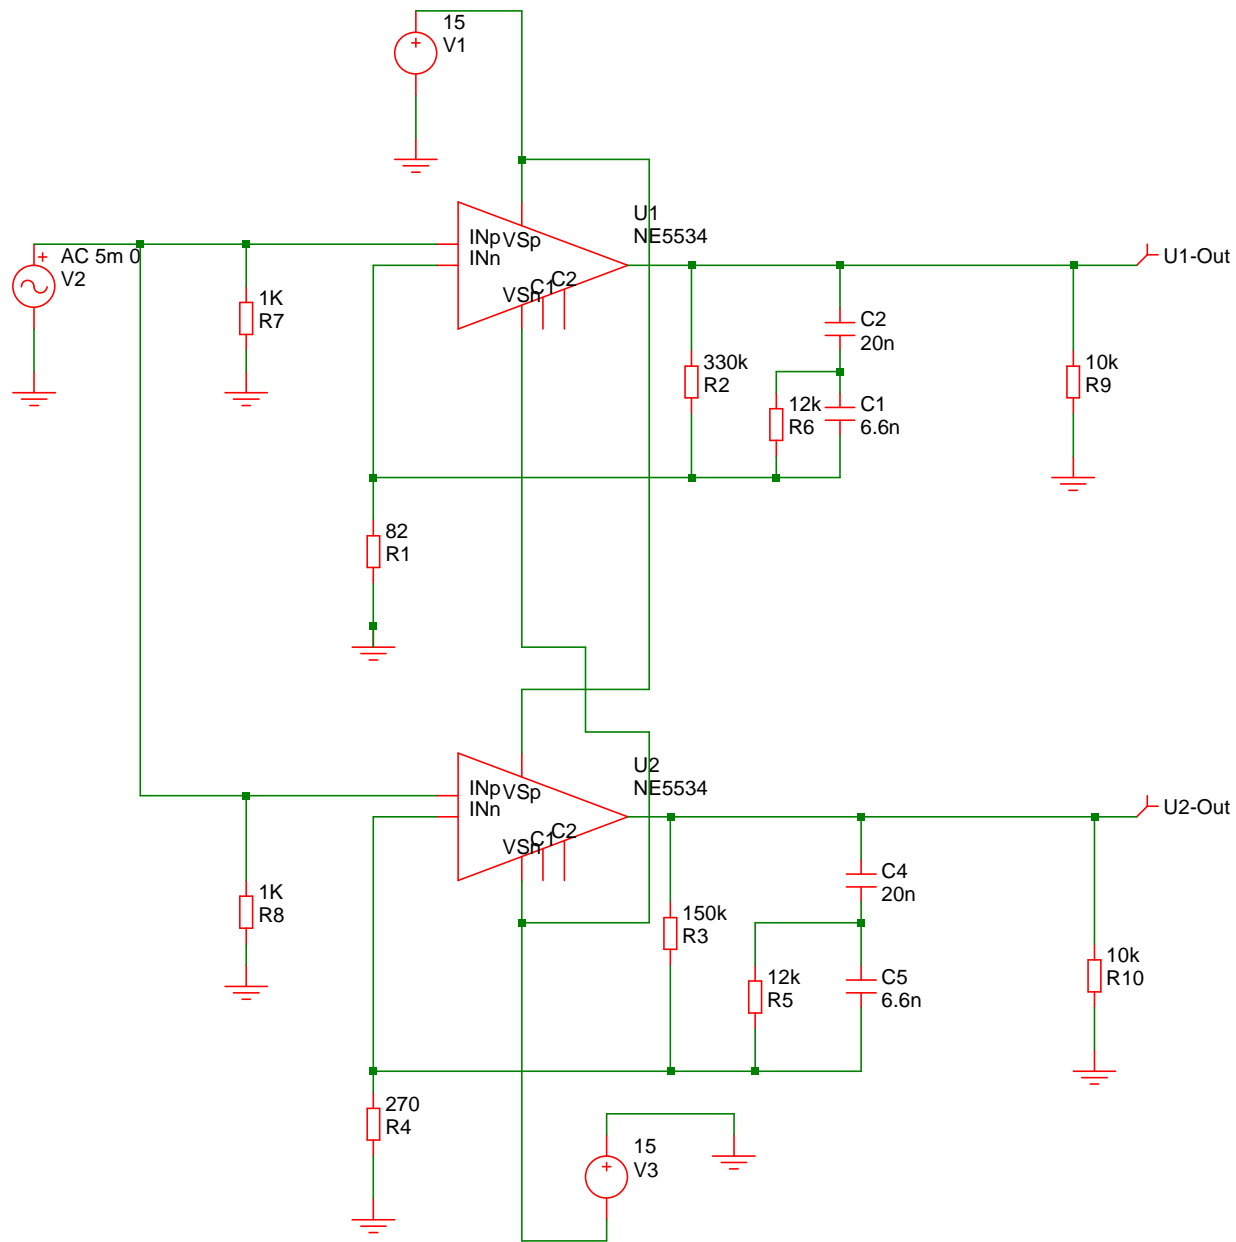 15
V1
U1
NE5534
INp
VSp
INn
VSn
C1
C2
AC 5m 0
V2
1K
R7
U1-Out
C2
20n
330k
R2
10k
R9
12k
R6
C1
6.6n
82
R1
U2
NE5534
INp
VSp
INn
VSn
C1
C2
U2-Out
C4
20n
1K
R8
150k
R3
12k
R5
C5
6.6n
10k
R10
270
R4
15
V3